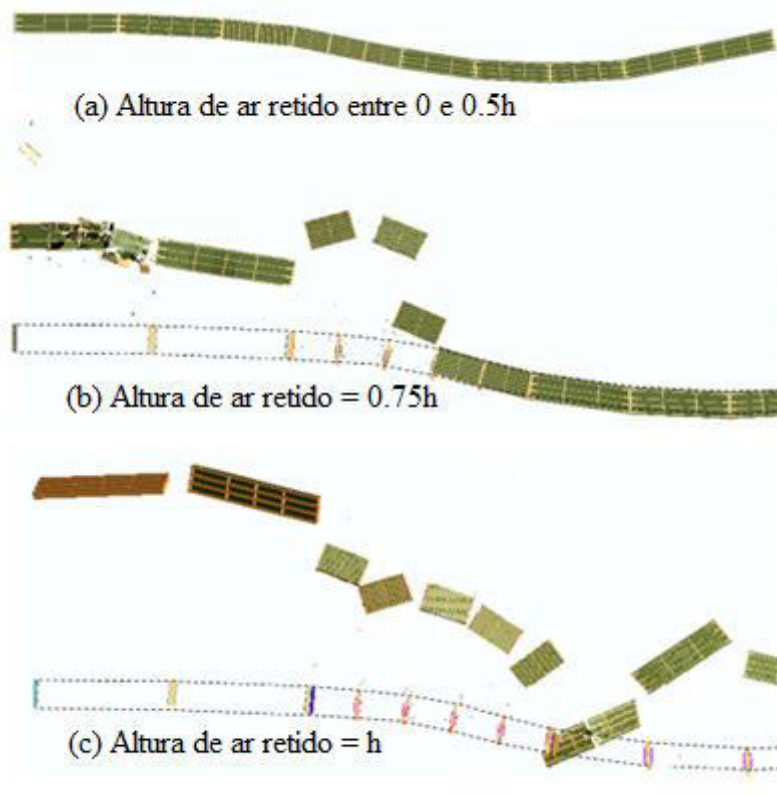 (a) Altura de ar retido entre 0 e 0.5h
(b) Altura de ar retido = 0.75h
(c) Altura de ar retido = h